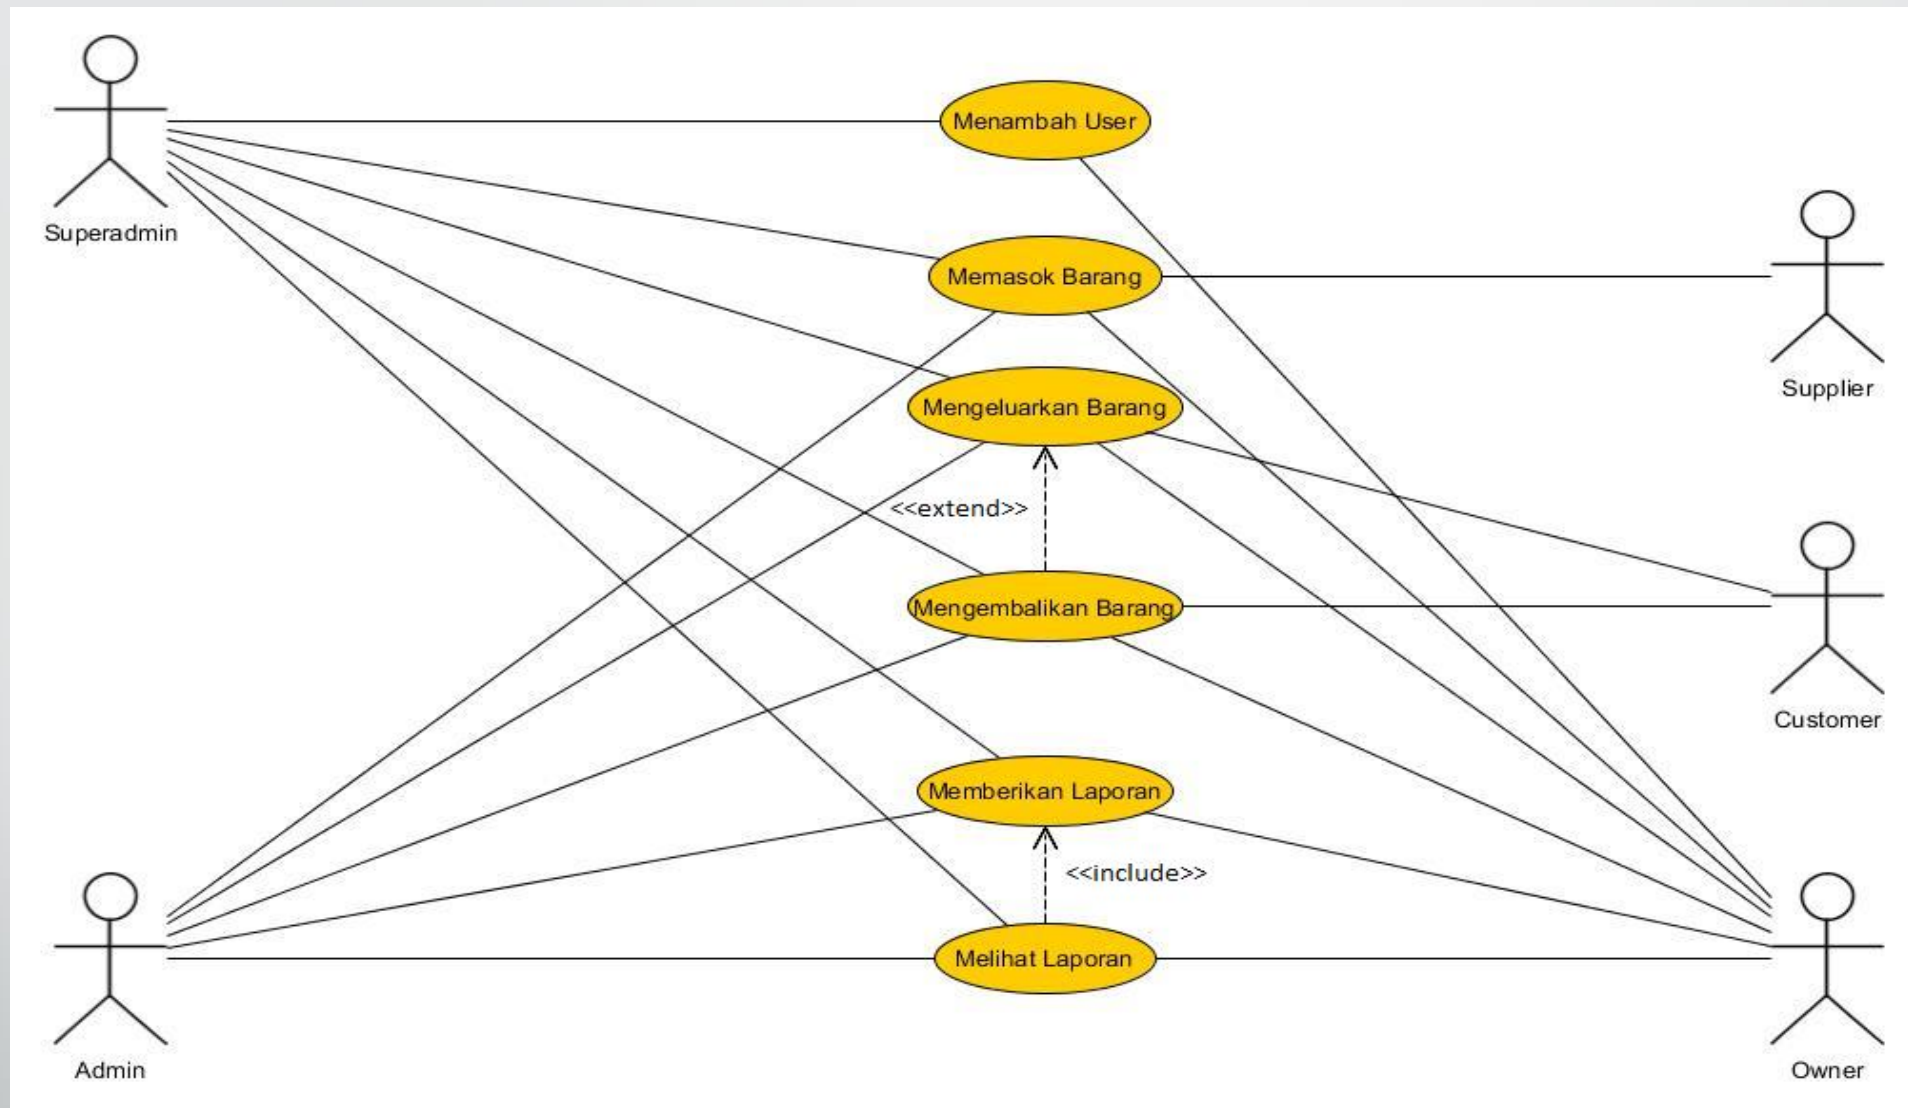 Menambah User
Superadmin
Memasok Barang
Supplier
Mengeluarkan Barang
<<extend>>
Mengembalikan Barang
Customer
Memberikan Laporan
<<include>>
Melihat Laporan
Admin
Owner